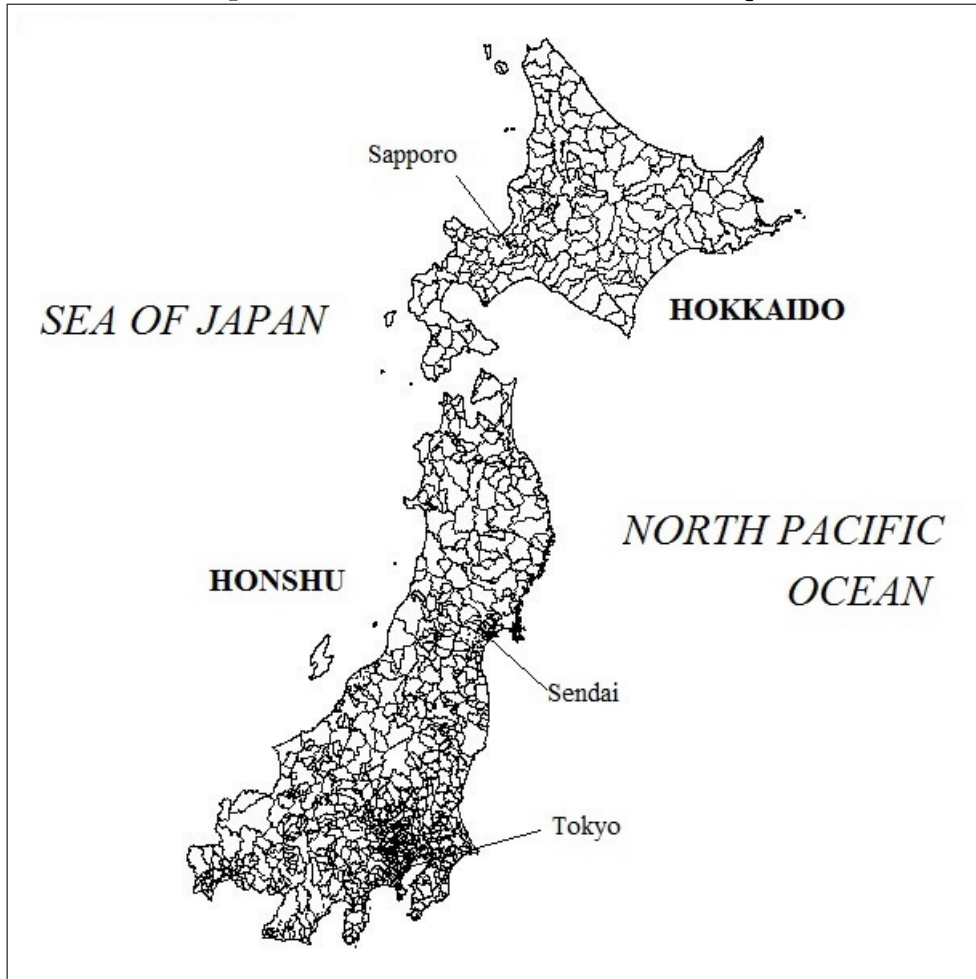 Sapporo
SEA OF JAPAN
HOKKAIDO
NORTH PACIFIC
OCEAN
HONSHU
Sendai
Tokyo